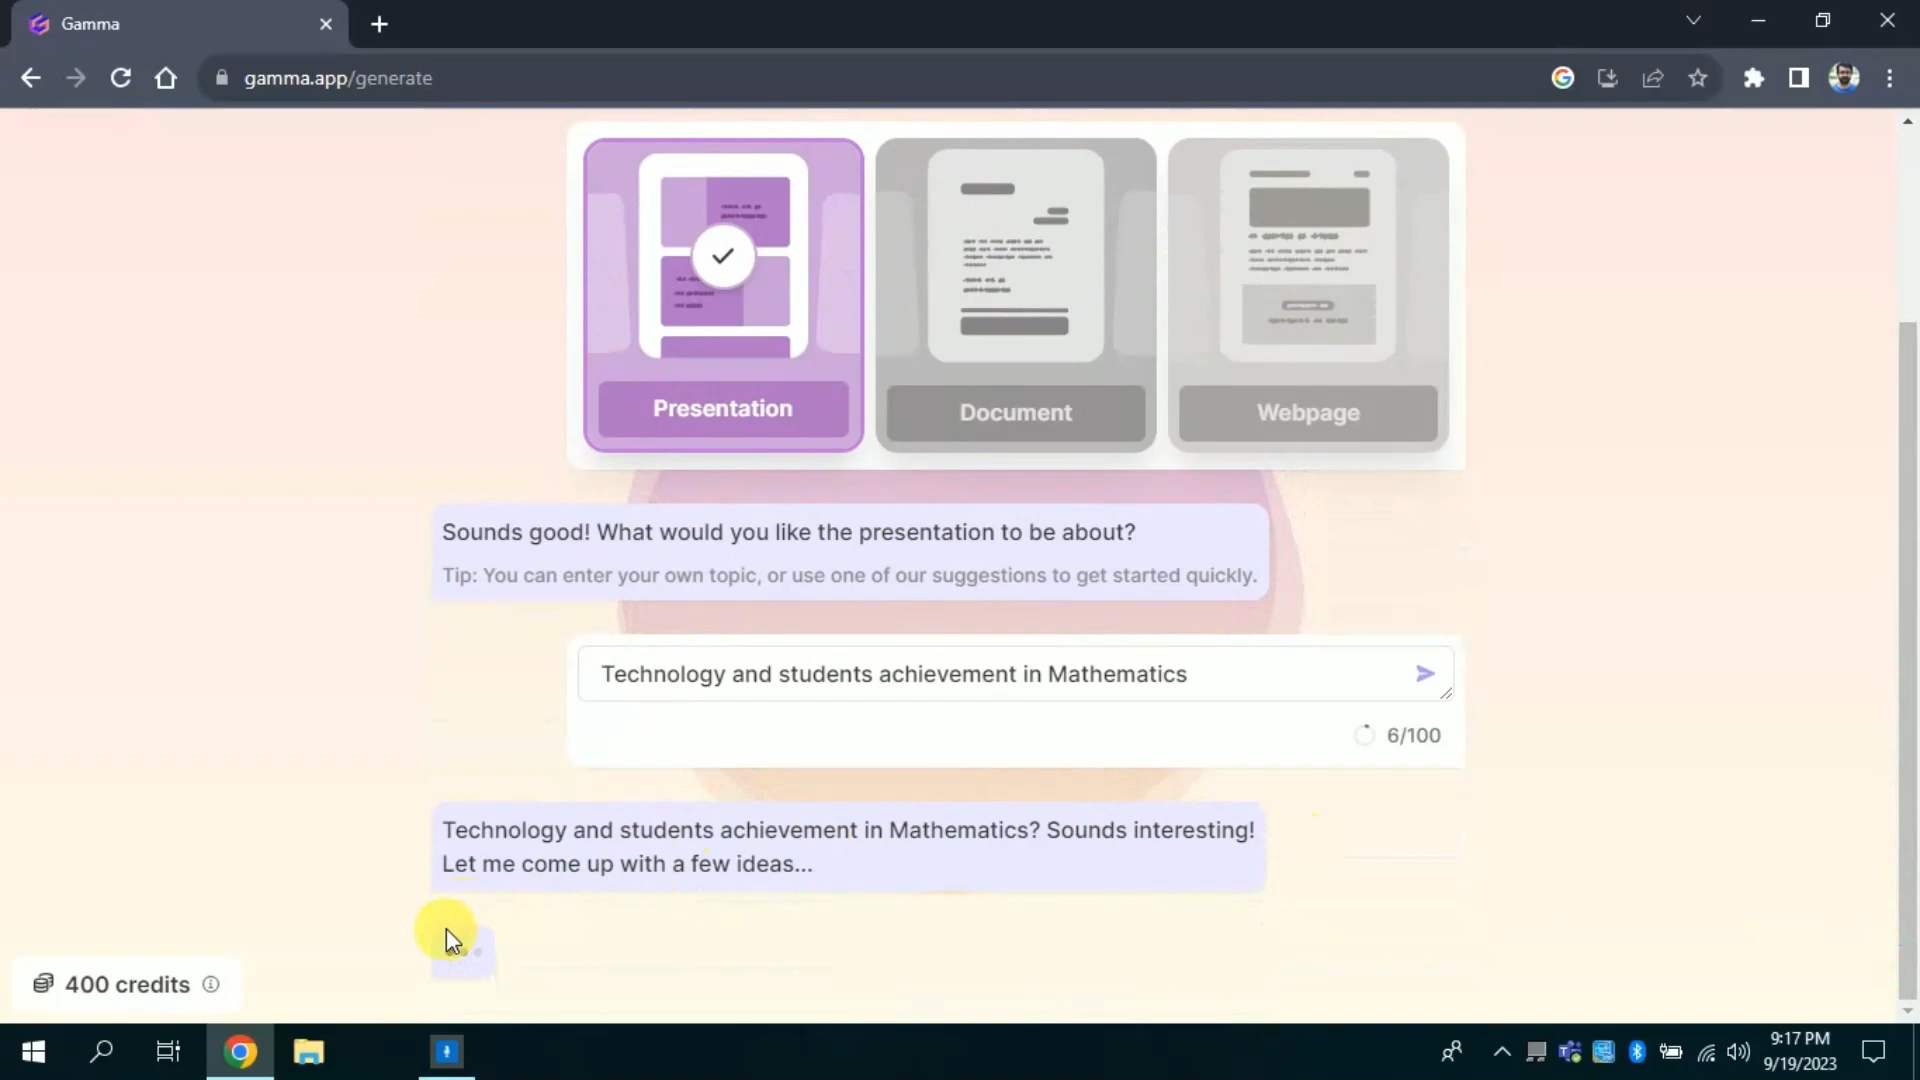 Gamma
gamma.app/generate
Presentation
Document
Webpage
Sounds good! What would you like the presentation to be about?
Tip: You can enter your own topic, or use one of our suggestions to get started quickly.
Technology and students achievement in Mathematics
6/100
Technology and students achievement in Mathematics? Sounds interesting!
Let me come up with a few ideas...
400 credits
9:17 PM
9/19/2023